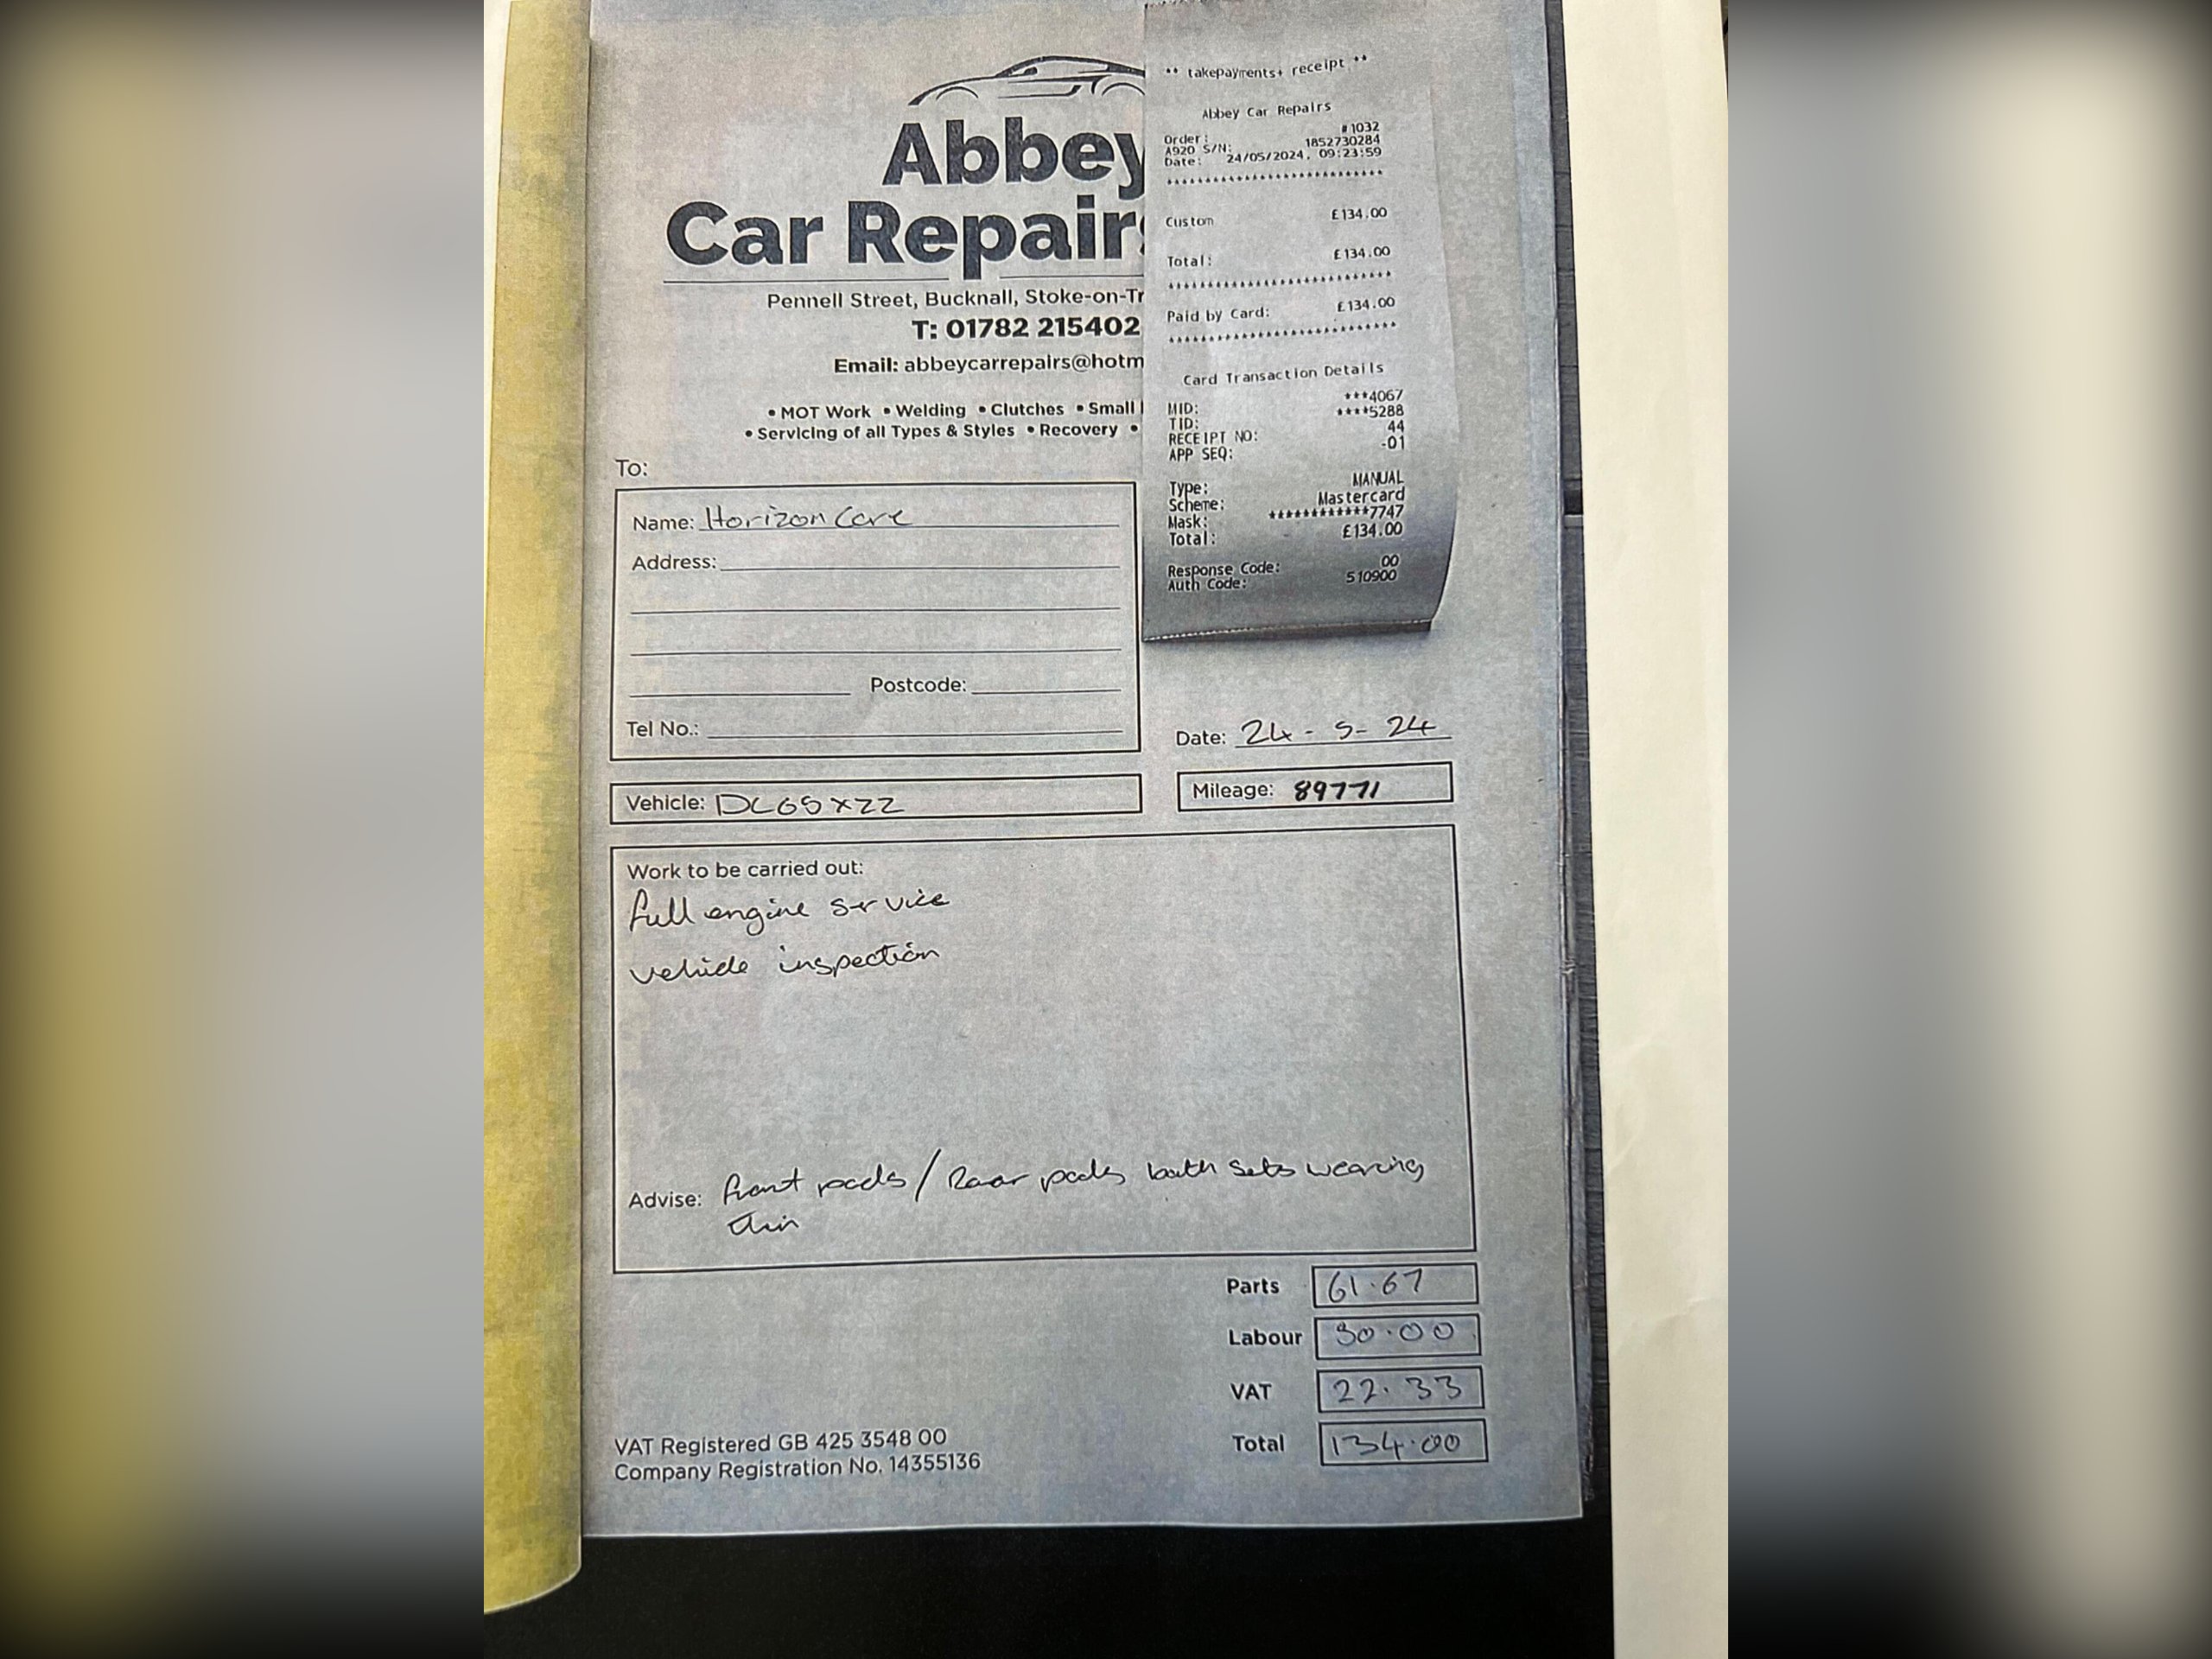 Abbey
Car Repairs
Pennell Street, Bucknall, Stoke-on-Tr
T: 01782 215402
Email: abbeycarrepairs@hotm
• MOT Work • Welding • Clutches • Small
• Servicing of all Types & Styles • Recovery •
** takepayments+ receipt **
Abbey Car Repairs
Order: #1032
A920 S/N: 1852730284
Date: 24/05/2024, 09:23:59
****************************
Custom £134.00
Total: £134.00
****************************
Paid by Card: £134.00
****************************
Card Transaction Details
MID: ***4067
TID: ****5288
RECEIPT NO: 44
APP SEQ: -01
Type: MANUAL
Scheme: Mastercard
Mask: ************7747
Total: £134.00
Response Code: 00
Auth Code: 510900
To:
Name: Horizon Care
Address:
Postcode:
Tel No.:
Date: 24 - 5 - 24
Vehicle: DL65XZZ
Mileage: 89771
Work to be carried out:
full engine service
vehicle inspection
Advise: front pads / Rear pads both sets wearing
thin
Parts 61.67
Labour 50.00
VAT 22.33
Total 134.00
VAT Registered GB 425 3548 00
Company Registration No. 14355136